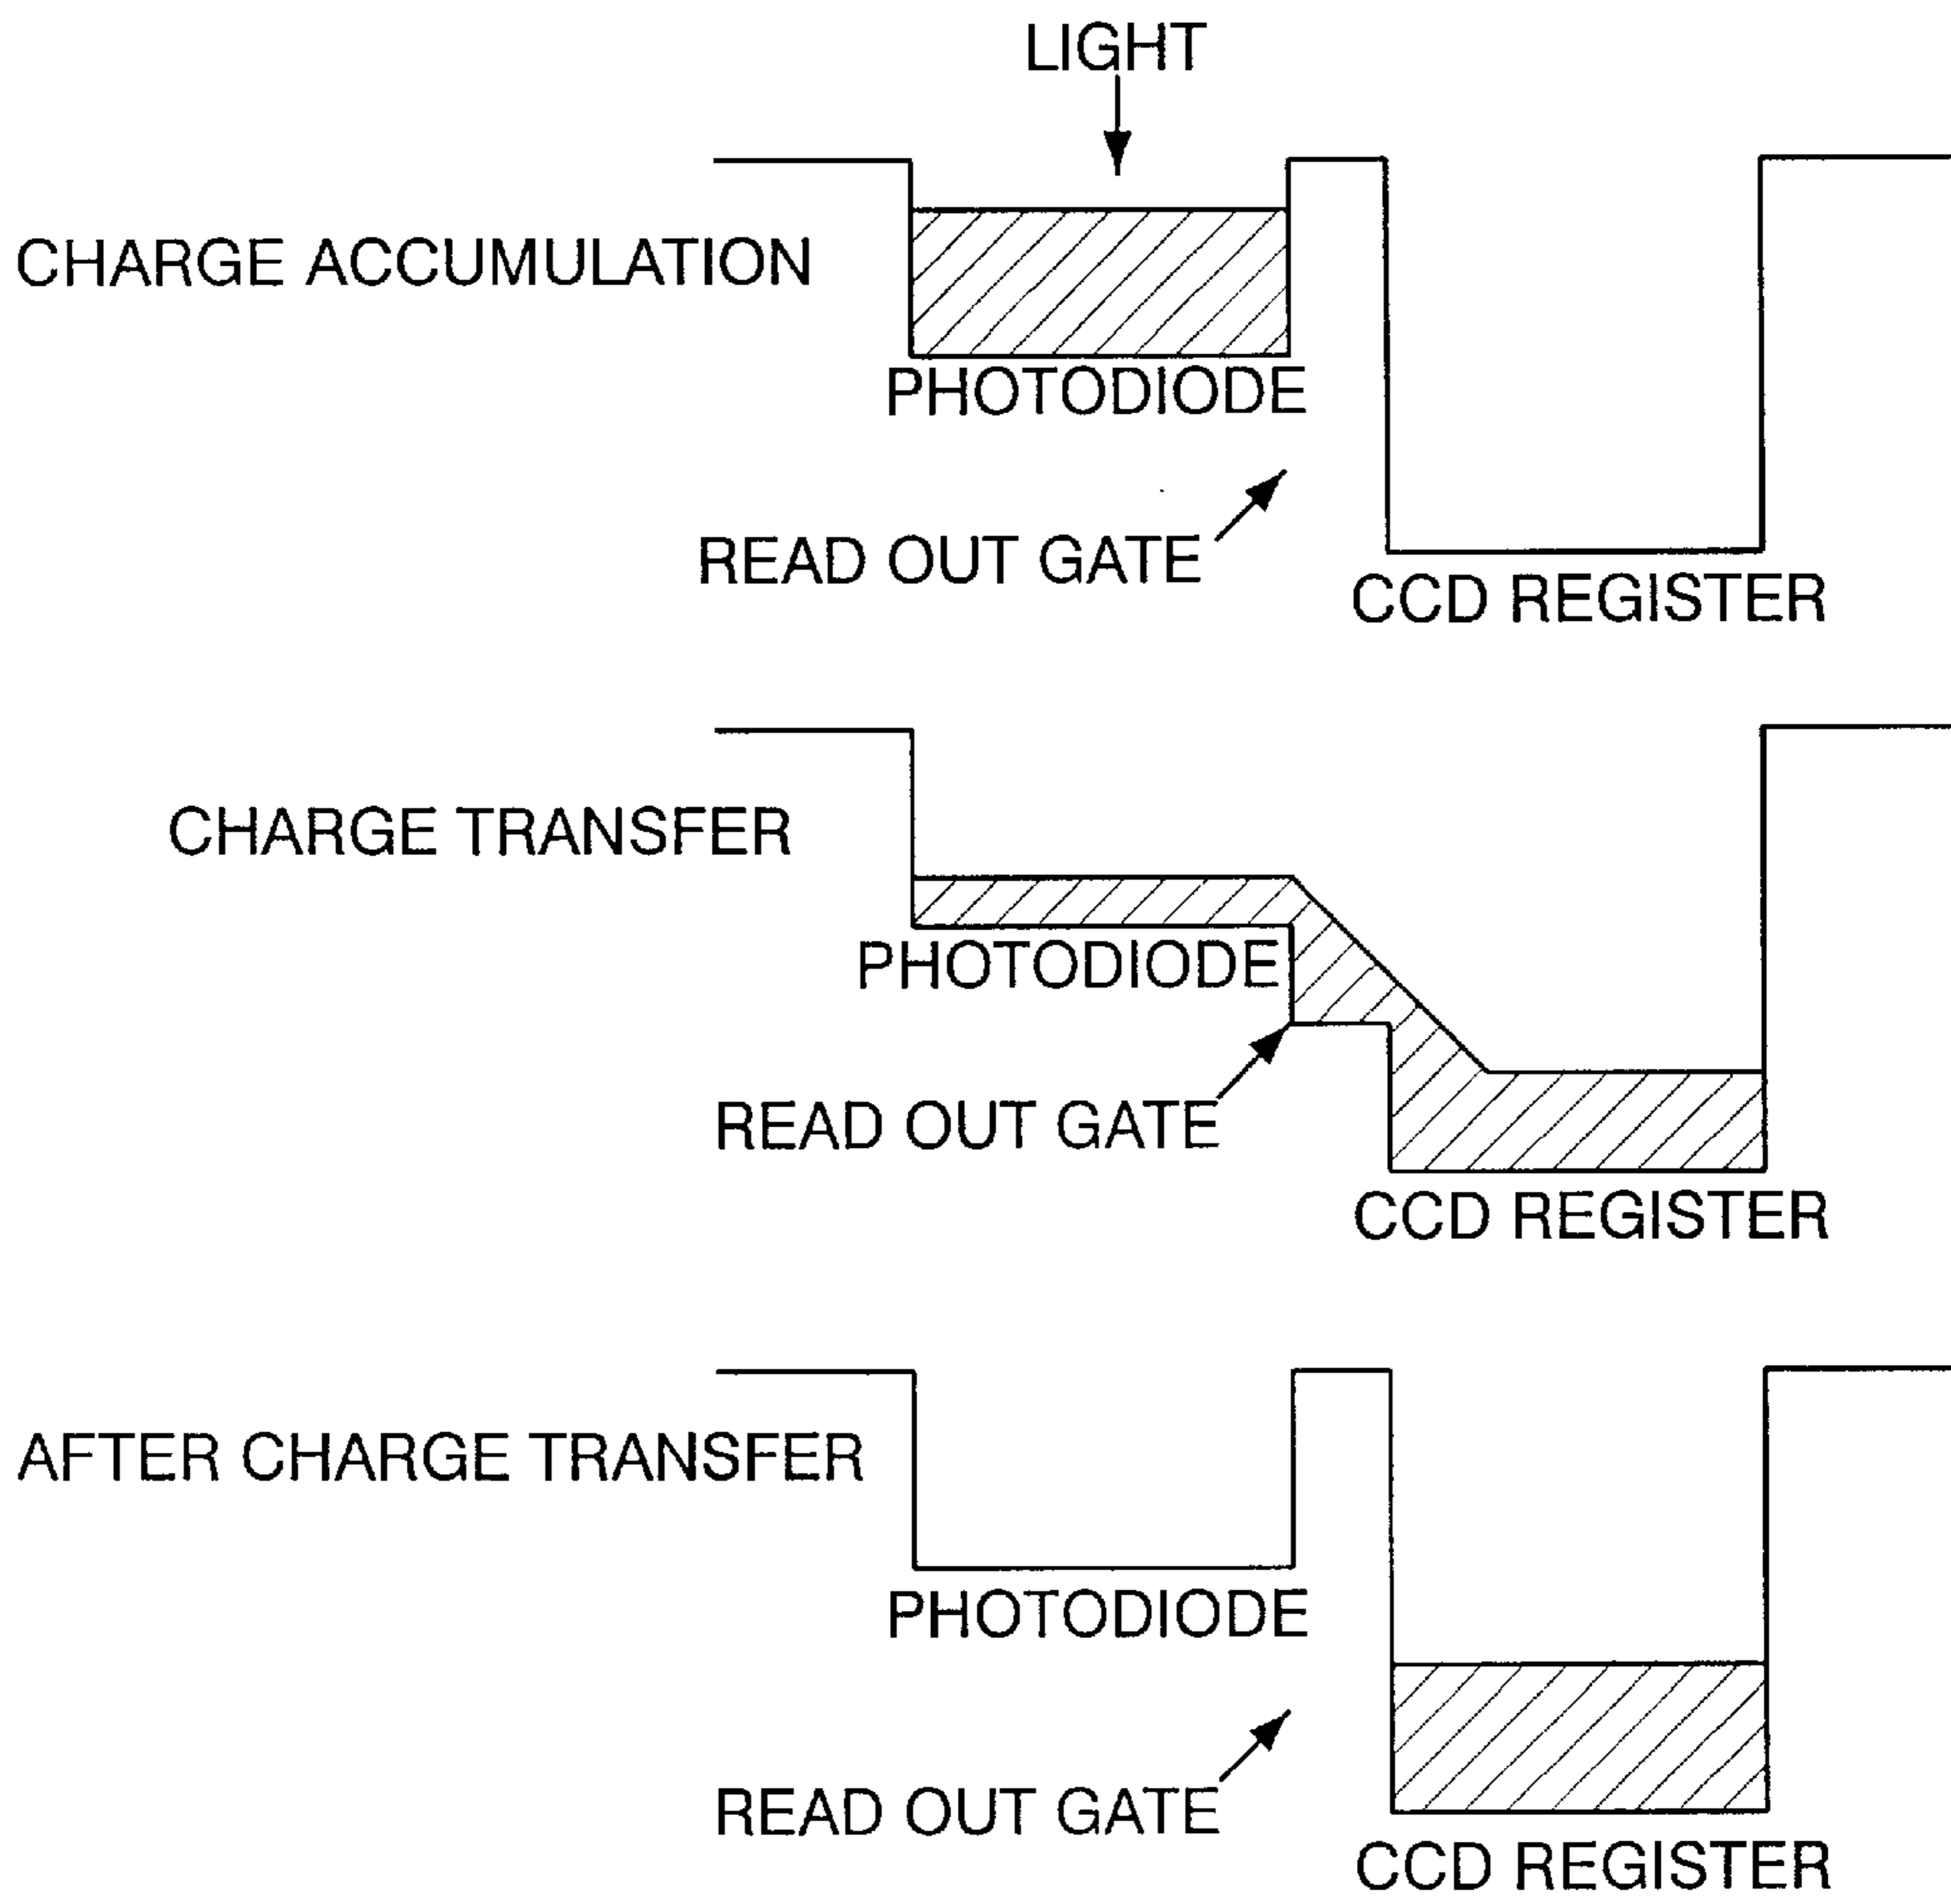 LIGHT
CHARGE ACCUMULATION
PHOTODIODE
READ OUT GATE
CCD REGISTER
CHARGE TRANSFER
PHOTODIODE
READ OUT GATE
CCD REGISTER
AFTER CHARGE TRANSFER
PHOTODIODE
READ OUT GATE
CCD REGISTER